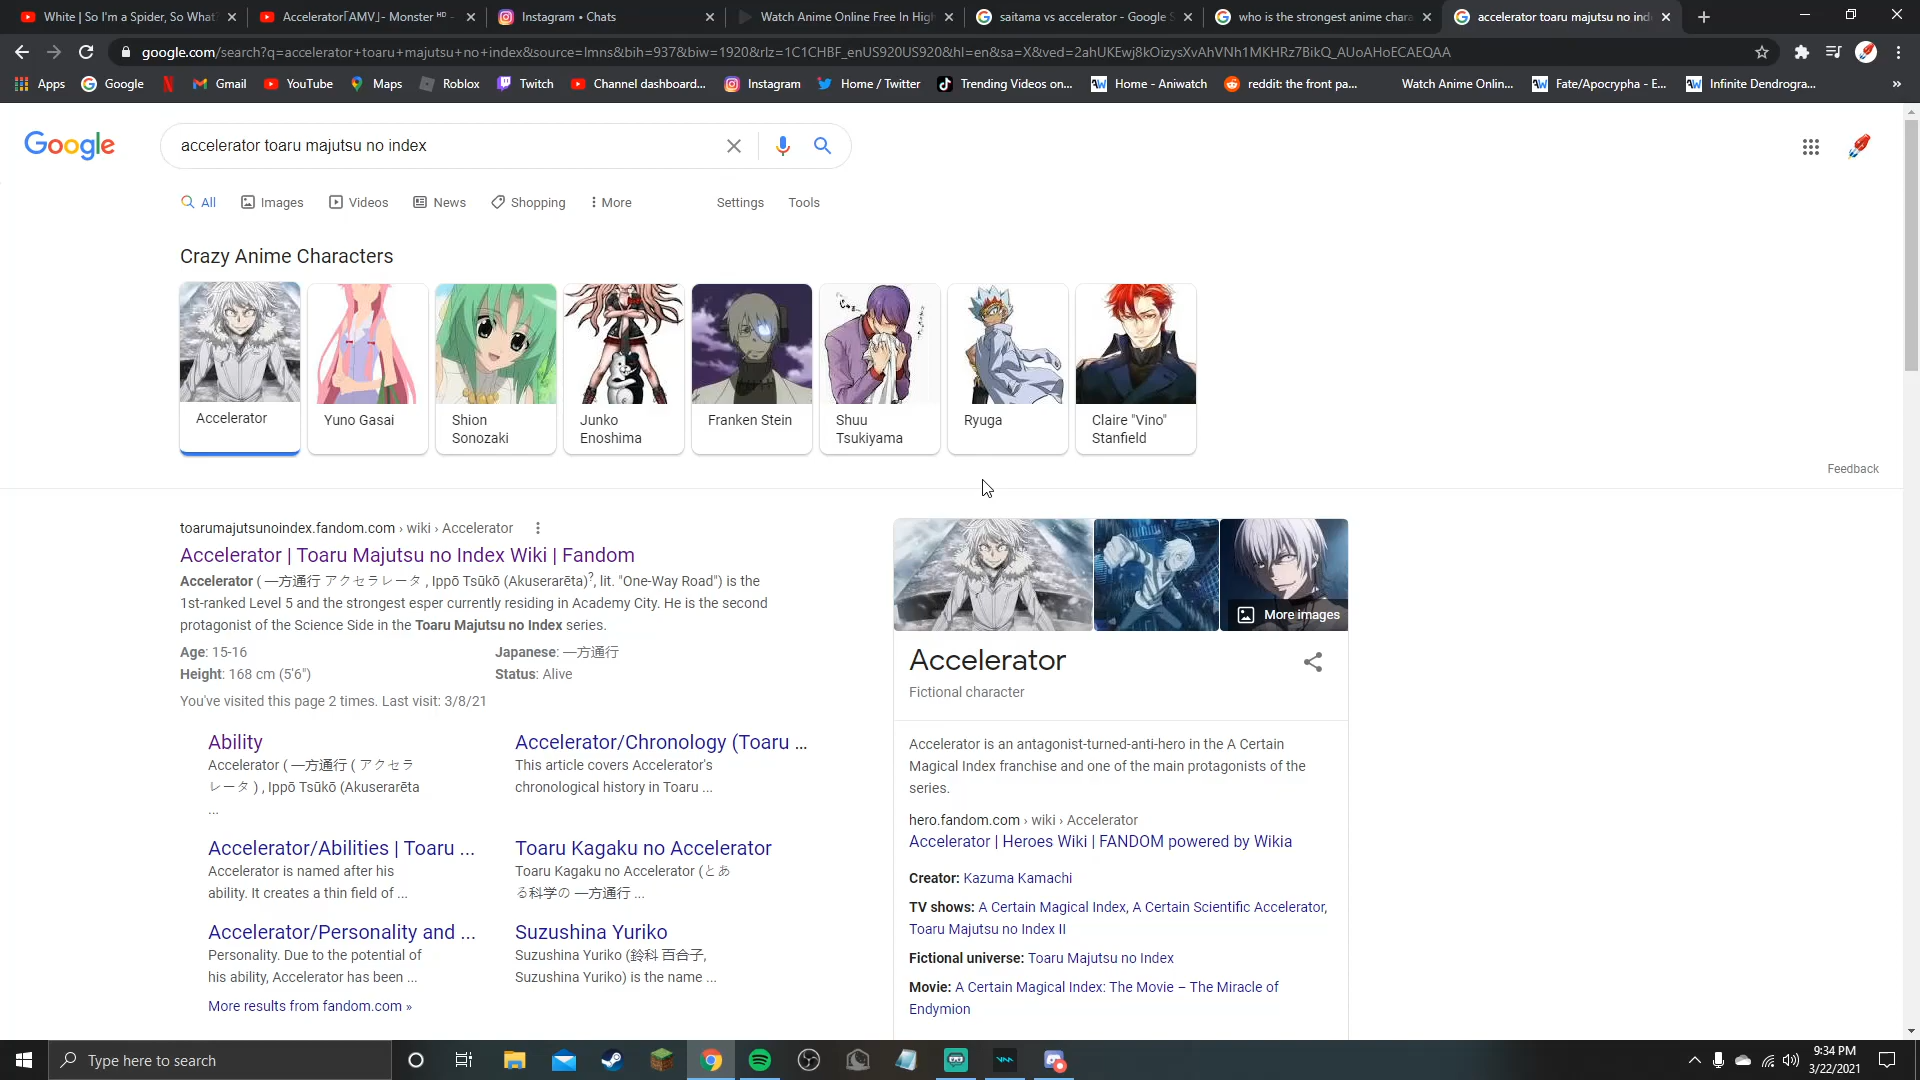 White | So I'm a Spider, So What?
Accelerator「AMV」- Monster ᴴᴰ -
Instagram • Chats
Watch Anime Online Free In High
saitama vs accelerator - Google S
who is the strongest anime chara
accelerator toaru majutsu no ind
google.com/search?q=accelerator+toaru+majutsu+no+index&source=lmns&bih=937&biw=1920&rlz=1C1CHBF_enUS920US920&hl=en&sa=X&ved=2ahUKEwj8kOizysXvAhVNh1MKHRz7BikQ_AUoAHoECAEQAA
Apps
Google
Gmail
YouTube
Maps
Roblox
Twitch
Channel dashboard...
Instagram
Home / Twitter
Trending Videos on...
Home - Aniwatch
reddit: the front pa...
Watch Anime Onlin...
Fate/Apocrypha - E...
Infinite Dendrogra...
»
Google
accelerator toaru majutsu no index
All
Images
Videos
News
Shopping
More
Settings
Tools
Crazy Anime Characters
Accelerator
Yuno Gasai
Shion
Sonozaki
Junko
Enoshima
Franken Stein
Shuu
Tsukiyama
Ryuga
Claire "Vino"
Stanfield
Feedback
toarumajutsunoindex.fandom.com › wiki › Accelerator
Accelerator | Toaru Majutsu no Index Wiki | Fandom
Accelerator ( 一方通行 アクセラレータ , Ippō Tsūkō (Akuserarēta)?, lit. "One-Way Road") is the
1st-ranked Level 5 and the strongest esper currently residing in Academy City. He is the second
protagonist of the Science Side in the Toaru Majutsu no Index series.
Age: 15-16
Japanese: 一方通行
Height: 168 cm (5'6")
Status: Alive
You've visited this page 2 times. Last visit: 3/8/21
Ability
Accelerator ( 一方通行 ( アクセラ
レータ ) , Ippō Tsūkō (Akuserarēta
...
Accelerator/Chronology (Toaru ...
This article covers Accelerator's
chronological history in Toaru ...
Accelerator/Abilities | Toaru ...
Accelerator is named after his
ability. It creates a thin field of ...
Toaru Kagaku no Accelerator
Toaru Kagaku no Accelerator (とあ
る科学の 一方通行 ...
Accelerator/Personality and ...
Personality. Due to the potential of
his ability, Accelerator has been ...
Suzushina Yuriko
Suzushina Yuriko (鈴科 百合子,
Suzushina Yuriko) is the name ...
More results from fandom.com »
More images
Accelerator
Fictional character
Accelerator is an antagonist-turned-anti-hero in the A Certain
Magical Index franchise and one of the main protagonists of the
series.
hero.fandom.com › wiki › Accelerator
Accelerator | Heroes Wiki | FANDOM powered by Wikia
Creator: Kazuma Kamachi
TV shows: A Certain Magical Index, A Certain Scientific Accelerator,
Toaru Majutsu no Index II
Fictional universe: Toaru Majutsu no Index
Movie: A Certain Magical Index: The Movie – The Miracle of
Endymion
Type here to search
9:34 PM
3/22/2021